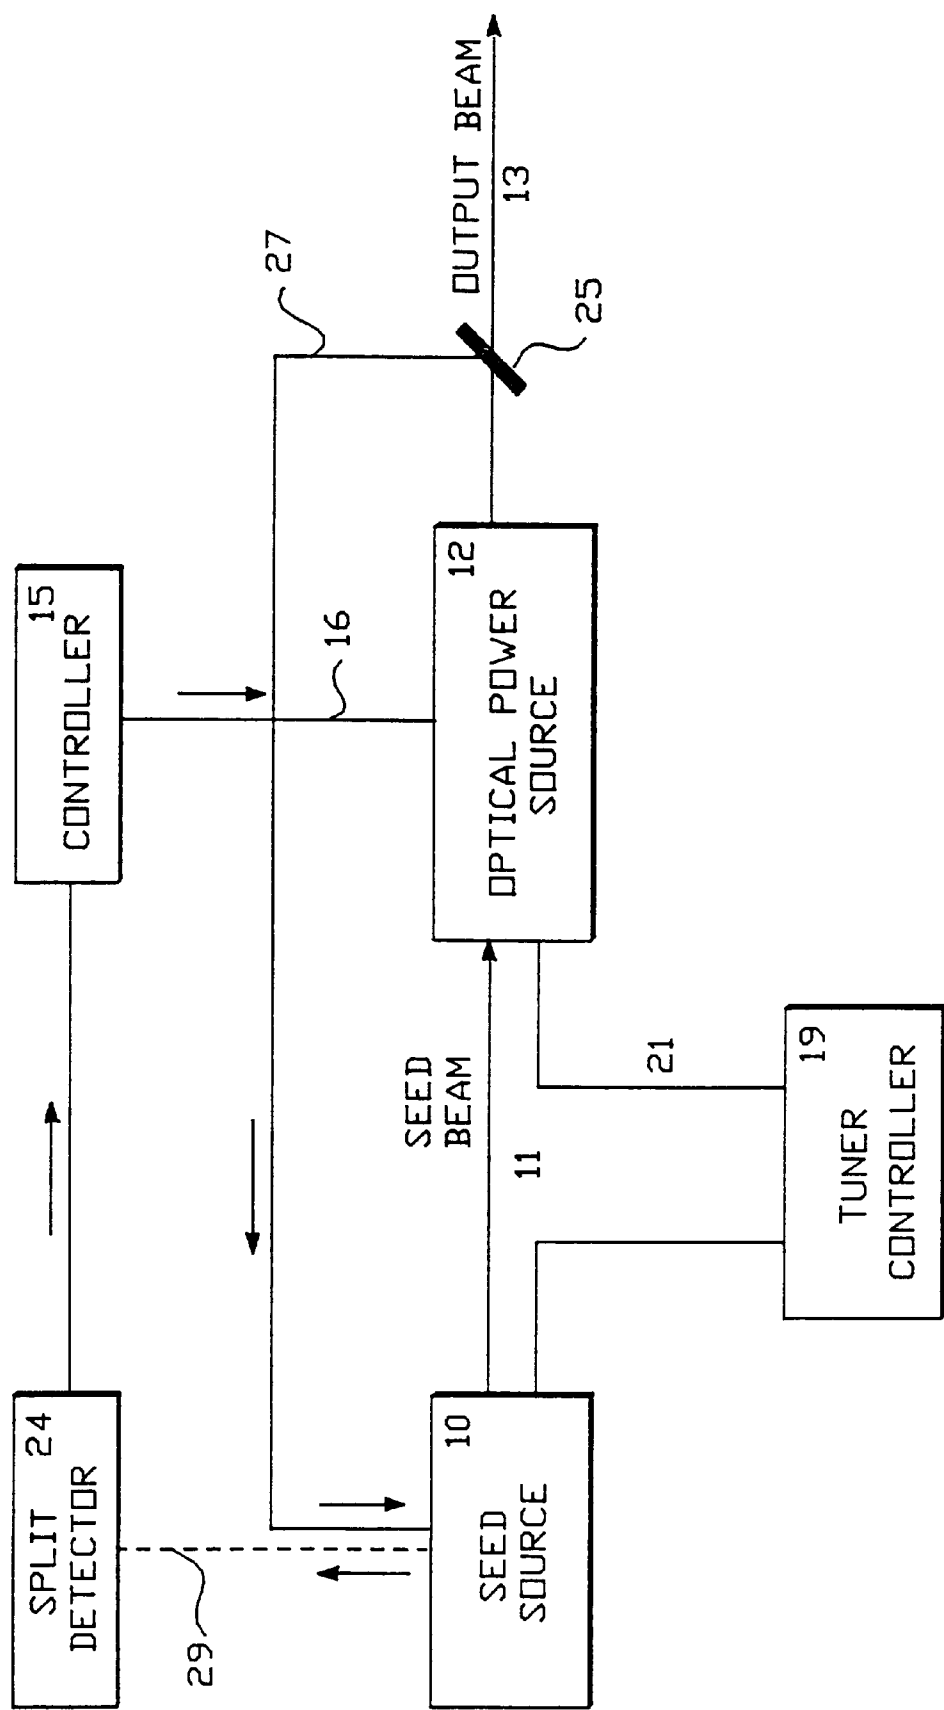 SPLIT
DETECTOR
24
CONTROLLER
15
29
27
16
SEED
SOURCE
10
SEED
BEAM
11
OPTICAL POWER
SOURCE
12
OUTPUT BEAM
13
25
21
TUNER
CONTROLLER
19